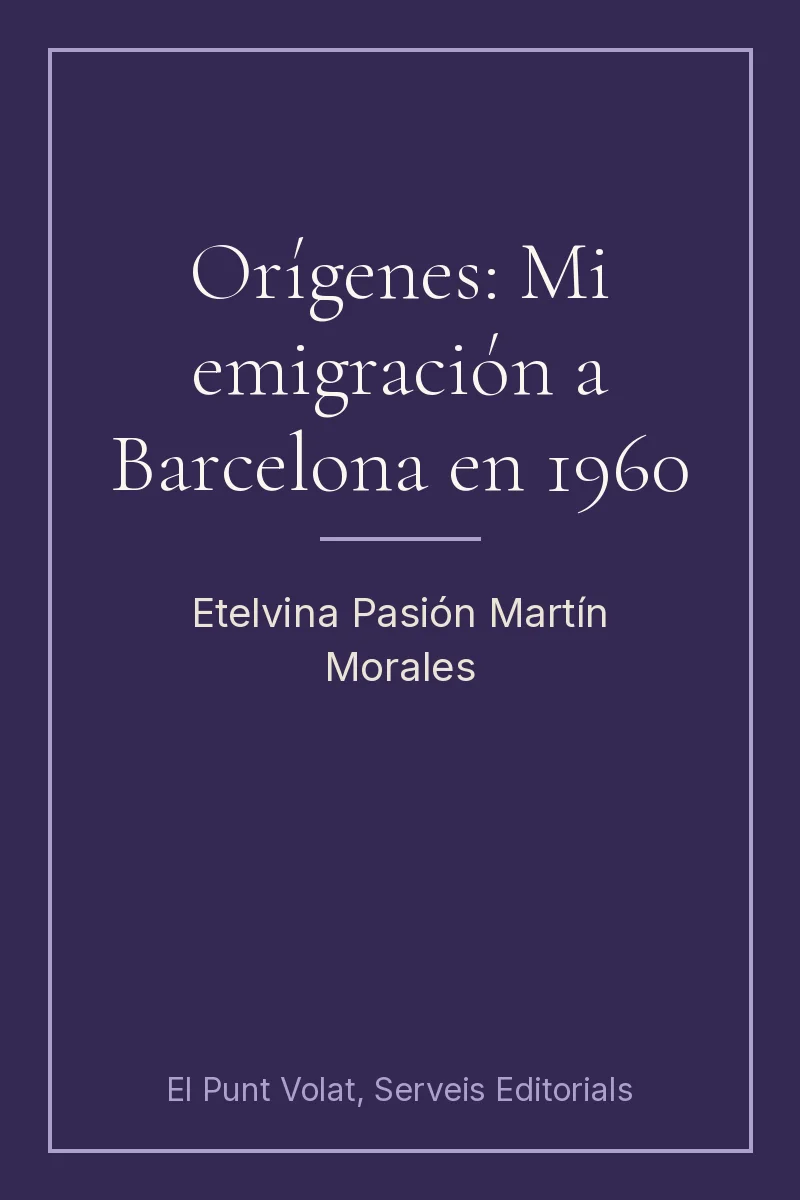 Orígenes: Mi
emigración a
Barcelona en 1960
Etelvina Pasión Martín
Morales
El Punt Volat, Serveis Editorials